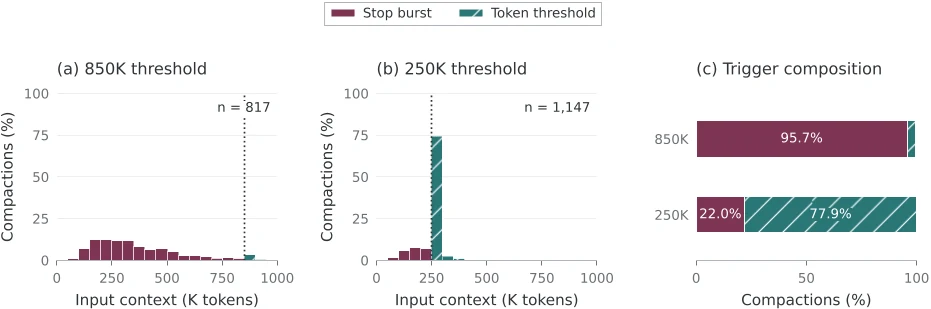 Stop burst   Token threshold
(a) 850K threshold
n = 817
Compactions (%)
100
75
50
25
0
0 250 500 750 1000
Input context (K tokens)
(b) 250K threshold
n = 1,147
Compactions (%)
100
75
50
25
0
0 250 500 750 1000
Input context (K tokens)
(c) Trigger composition
850K 95.7%
250K 22.0% 77.9%
0 50 100
Compactions (%)